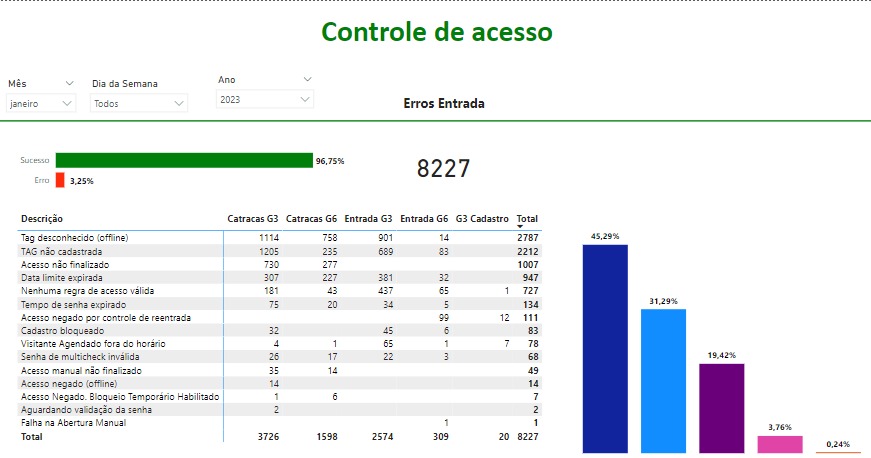 Controle de acesso
Mês Dia da Semana Ano
janeiro Todos 2023
Erros Entrada
Sucesso 96,75%
Erro 3,25%
8227
Descrição Catracas G3 Catracas G6 Entrada G3 Entrada G6 G3 Cadastro Total
Tag desconhecido (offline) 1114 758 901 14 2787
TAG não cadastrada 1205 235 689 83 2212
Acesso não finalizado 730 277 1007
Data limite expirada 307 227 381 32 947
Nenhuma regra de acesso válida 181 43 437 65 1 727
Tempo de senha expirado 75 20 34 5 134
Acesso negado por controle de reentrada 99 12 111
Cadastro bloqueado 32 45 6 83
Visitante Agendado fora do horário 4 1 65 1 7 78
Senha de multicheck inválida 26 17 22 3 68
Acesso manual não finalizado 35 14 49
Acesso negado (offline) 14 14
Acesso Negado. Bloqueio Temporário Habilitado 1 6 7
Aguardando validação da senha 2 2
Falha na Abertura Manual 1 1
Total 3726 1598 2574 309 20 8227
45,29%
31,29%
19,42%
3,76%
0,24%